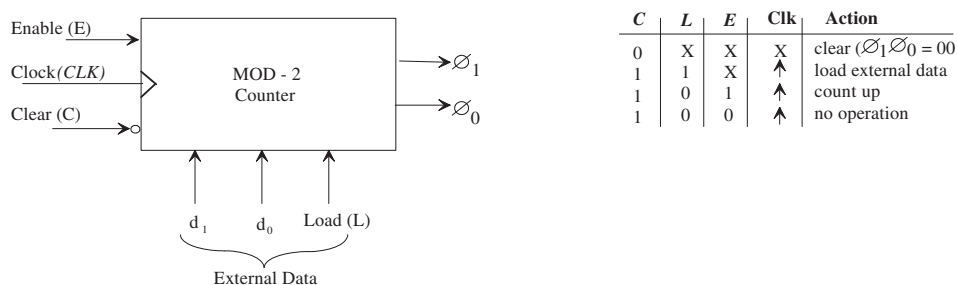 Enable (E)
Clock(CLK)
Clear (C)
MOD - 2
Counter
∅1
∅0
d1
d0
Load (L)
External Data
C L E Clk Action
0 X X X clear (∅1∅0 = 00
1 1 X ↑ load external data
1 0 1 ↑ count up
1 0 0 ↑ no operation